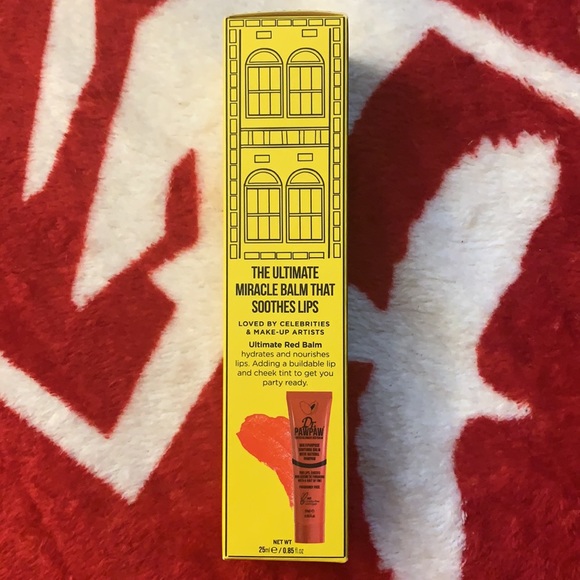 THE ULTIMATE
MIRACLE BALM THAT
SOOTHES LIPS
LOVED BY CELEBRITIES
& MAKE-UP ARTISTS
Ultimate Red Balm
hydrates and nourishes
lips. Adding a buildable lip
and cheek tint to get you
party ready.
Dr.
PAWPAW
NET WT
25ml ℮ / 0.85 fl.oz